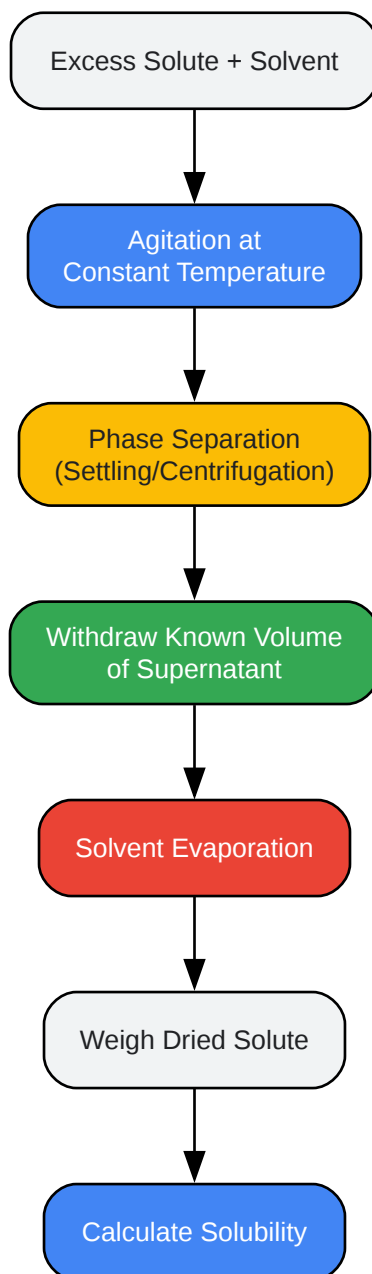 Excess Solute + Solvent
Agitation at
Constant Temperature
Phase Separation
(Settling/Centrifugation)
Withdraw Known Volume
of Supernatant
Solvent Evaporation
Weigh Dried Solute
Calculate Solubility